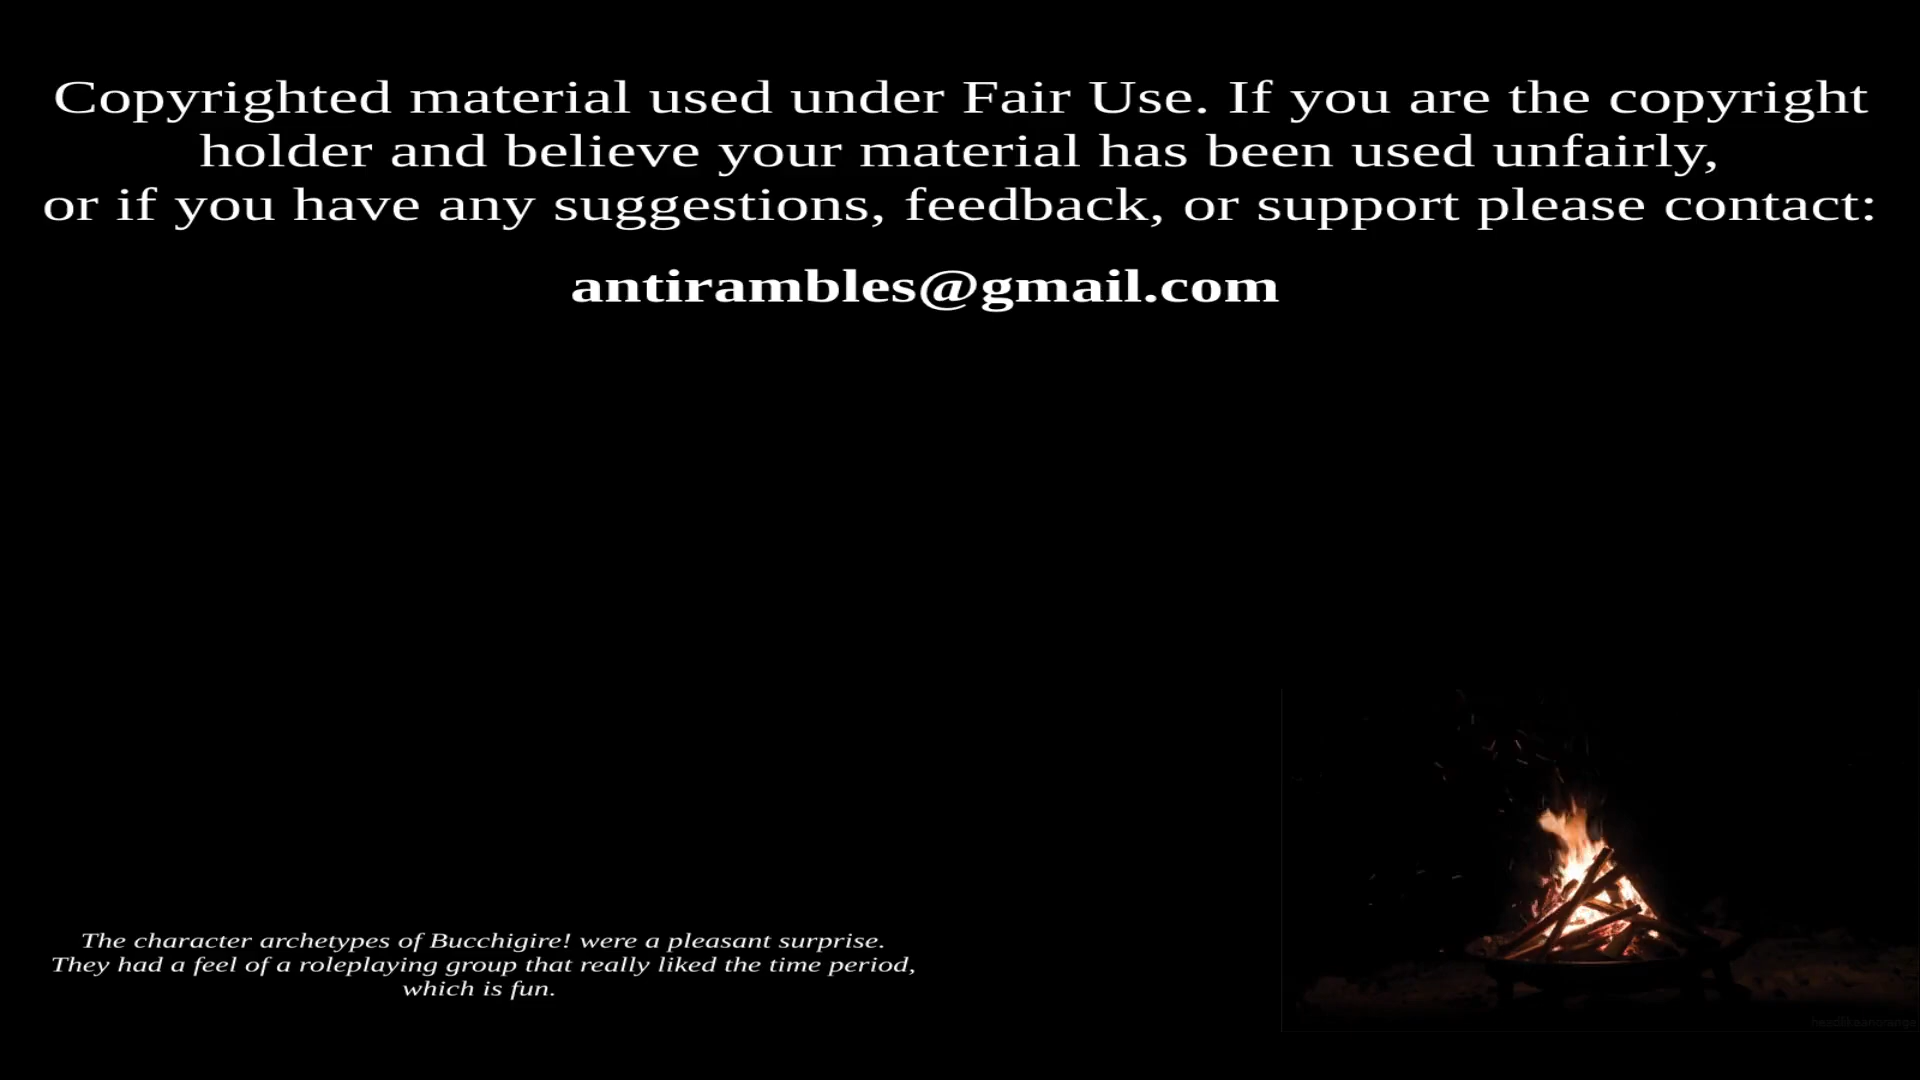 Copyrighted material used under Fair Use. If you are the copyright
holder and believe your material has been used unfairly,
or if you have any suggestions, feedback, or support please contact:
antirambles@gmail.com
The character archetypes of Bucchigire! were a pleasant surprise.
They had a feel of a roleplaying group that really liked the time period,
which is fun.